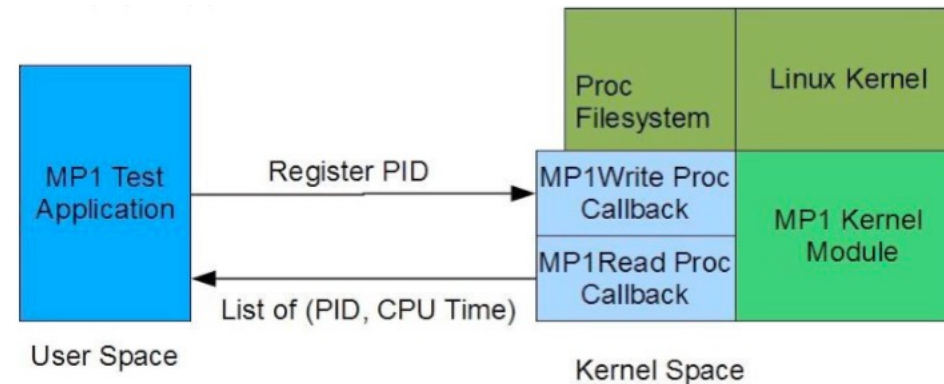 Proc
Filesystem
Linux Kernel
MP1 Test
Application
Register PID
MP1Write Proc
Callback
MP1 Kernel
Module
MP1Read Proc
Callback
List of (PID, CPU Time)
User Space
Kernel Space